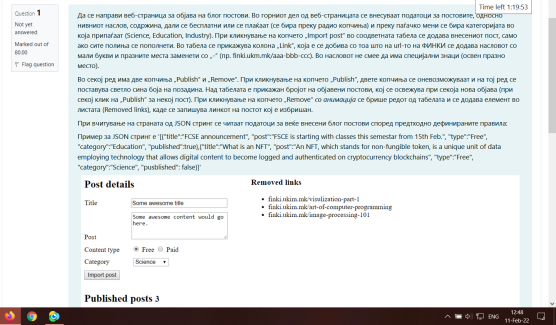 Time left 1:19:53
Question 1
Not yet answered
Marked out of 80.00
Flag question
Да се направи веб-страница за објава на блог постови. Во горниот дел од веб-страницата се внесуваат податоци за постовите, односно
нивниот наслов, содржина, дали се бесплатни или се плаќаат (се бира преку радио копчиња) и преку паѓачко мени се бира категоријата во
која припаѓаат (Science, Education, Industry). При кликнување на копчето „Import post" во соодветната табела се додава внесениот пост, само
ако сите полиња се пополнети. Во табела се прикажува колона „Link", која е се добива со тоа што на url-то на ФИНКИ се додава насловот со
мали букви и празните места заменети со „-" (пр. finki.ukim.mk/aaa-bbb-ccc). Во насловот не смее да има специјални знаци (освен празно
место).
Во секој ред има две копчиња „Publish" и „Remove". При кликнување на копчето „Publish", двете копчиња се оневозможуваат и на тој ред се
поставува светло сина боја на позадина. Над табелата е прикажан бројот на објавени постови, кој се освежува при секоја нова објава (при
секој клик на „Publish" за некој пост). При кликнување на копчето "Remove" со анимација се брише редот од табелата и се додава елемент во
листата (Removed links), каде се запишува линкот на постот кој е избришан.
При вчитување на страната од JSON стринг се читаат податоци за веќе внесени блог постови според предходно дефинираните правила:
Пример за JSON стринг е '[{"title":"FCSE announcement", "post":"FSCE is starting with classes this semestar from 15th Feb.", "type":"Free",
"category":"Education", "published":true},{"title":"What is an NFT", "post":"An NFT, which stands for non-fungible token, is a unique unit of data
employing technology that allows digital content to become logged and authenticated on cryptocurrency blockchains", "type":"Free",
"category":"Science", "pusblished": false}]'
Post details
Title
Some awesome title
Post
Some awesome content would go here.
Content type
Free
Paid
Category
Science
Import post
Removed links
finki.ukim.mk/visulization-part-1
finki.ukim.mk/art-of-computer-programming
finki.ukim.mk/image-processing-101
Published posts 3
ENG
12:48
11-Feb-22